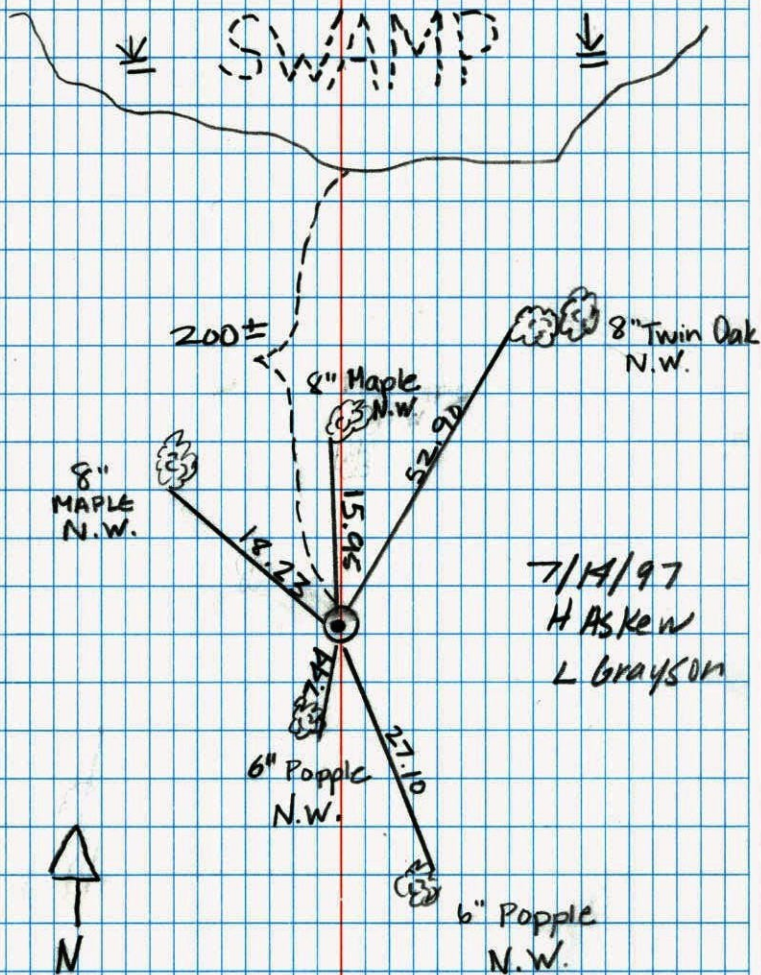 SWAMP
200±
8" Twin Oak
N.W.
8" Maple
N.W.
52.90
8"
MAPLE
N.W.
15.95
18.23
7/14/97
H Askew
L Grayson
27.10
6" Popple
N.W.
6" Popple
N.W.
N